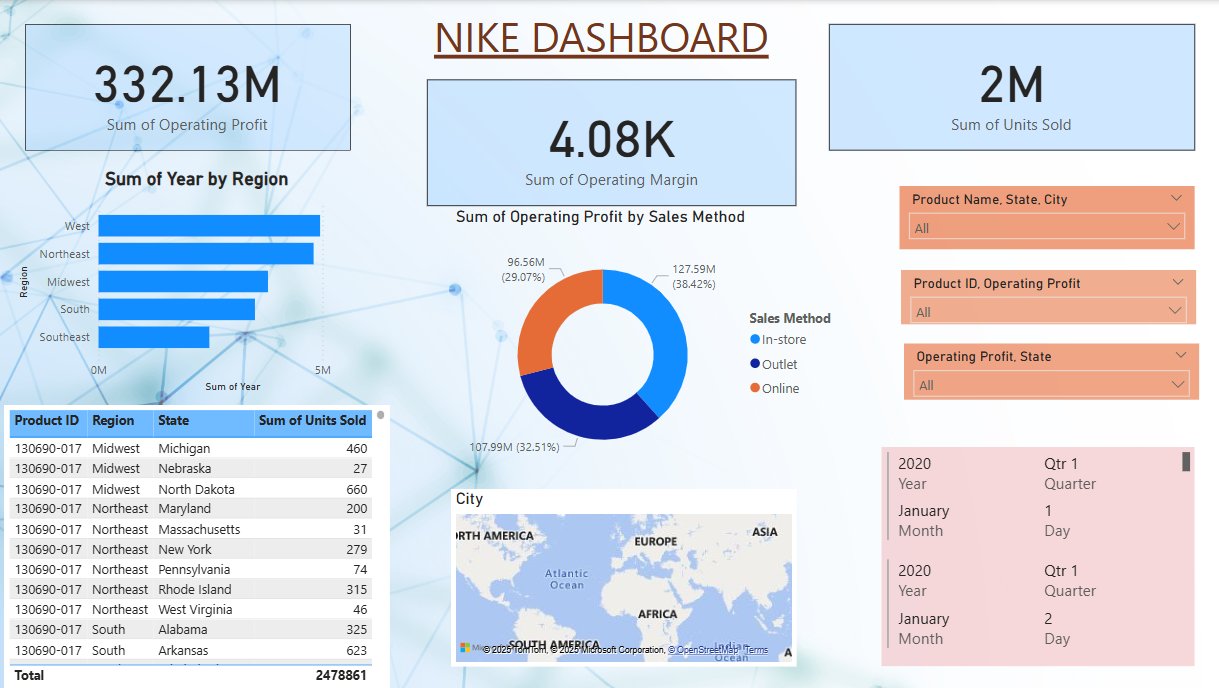 NIKE DASHBOARD
332.13M
Sum of Operating Profit
4.08K
Sum of Operating Margin
2M
Sum of Units Sold
Sum of Year by Region
Region
West
Northeast
Midwest
South
Southeast
0M 5M
Sum of Year
Sum of Operating Profit by Sales Method
96.56M
(29.07%)
127.59M
(38.42%)
107.99M (32.51%)
Sales Method
In-store
Outlet
Online
Product Name, State, City
All
Product ID, Operating Profit
All
Operating Profit, State
All
Product ID Region State Sum of Units Sold
130690-017 Midwest Michigan 460
130690-017 Midwest Nebraska 27
130690-017 Midwest North Dakota 660
130690-017 Northeast Maryland 200
130690-017 Northeast Massachusetts 31
130690-017 Northeast New York 279
130690-017 Northeast Pennsylvania 74
130690-017 Northeast Rhode Island 315
130690-017 Northeast West Virginia 46
130690-017 South Alabama 325
130690-017 South Arkansas 623
Total 2478861
City
RTH AMERICA
EUROPE
ASIA
Atlantic
Ocean
AFRICA
SOUTH AMERICA
Indian
Ocean
A
© 2025 TomTom, © 2025 Microsoft Corporation, © OpenStreetMap Terms
2020 Qtr 1
Year Quarter
January 1
Month Day
2020 Qtr 1
Year Quarter
January 2
Month Day